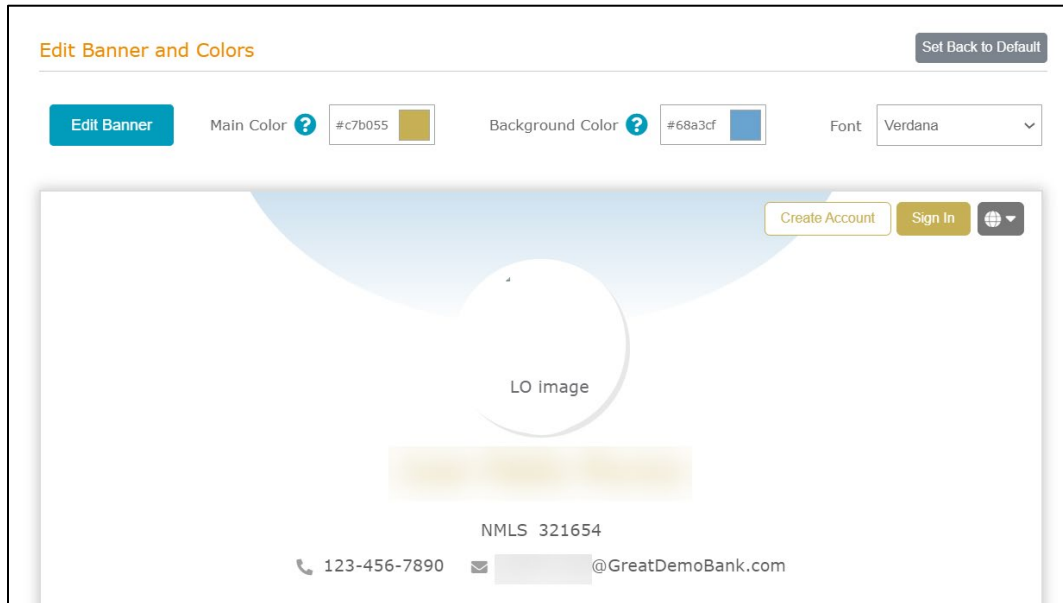 Edit Banner and Colors
Set Back to Default
Edit Banner
Main Color ?
#c7b055
Background Color ?
#68a3cf
Font
Verdana
Create Account
Sign In
LO image
NMLS 321654
123-456-7890
@GreatDemoBank.com